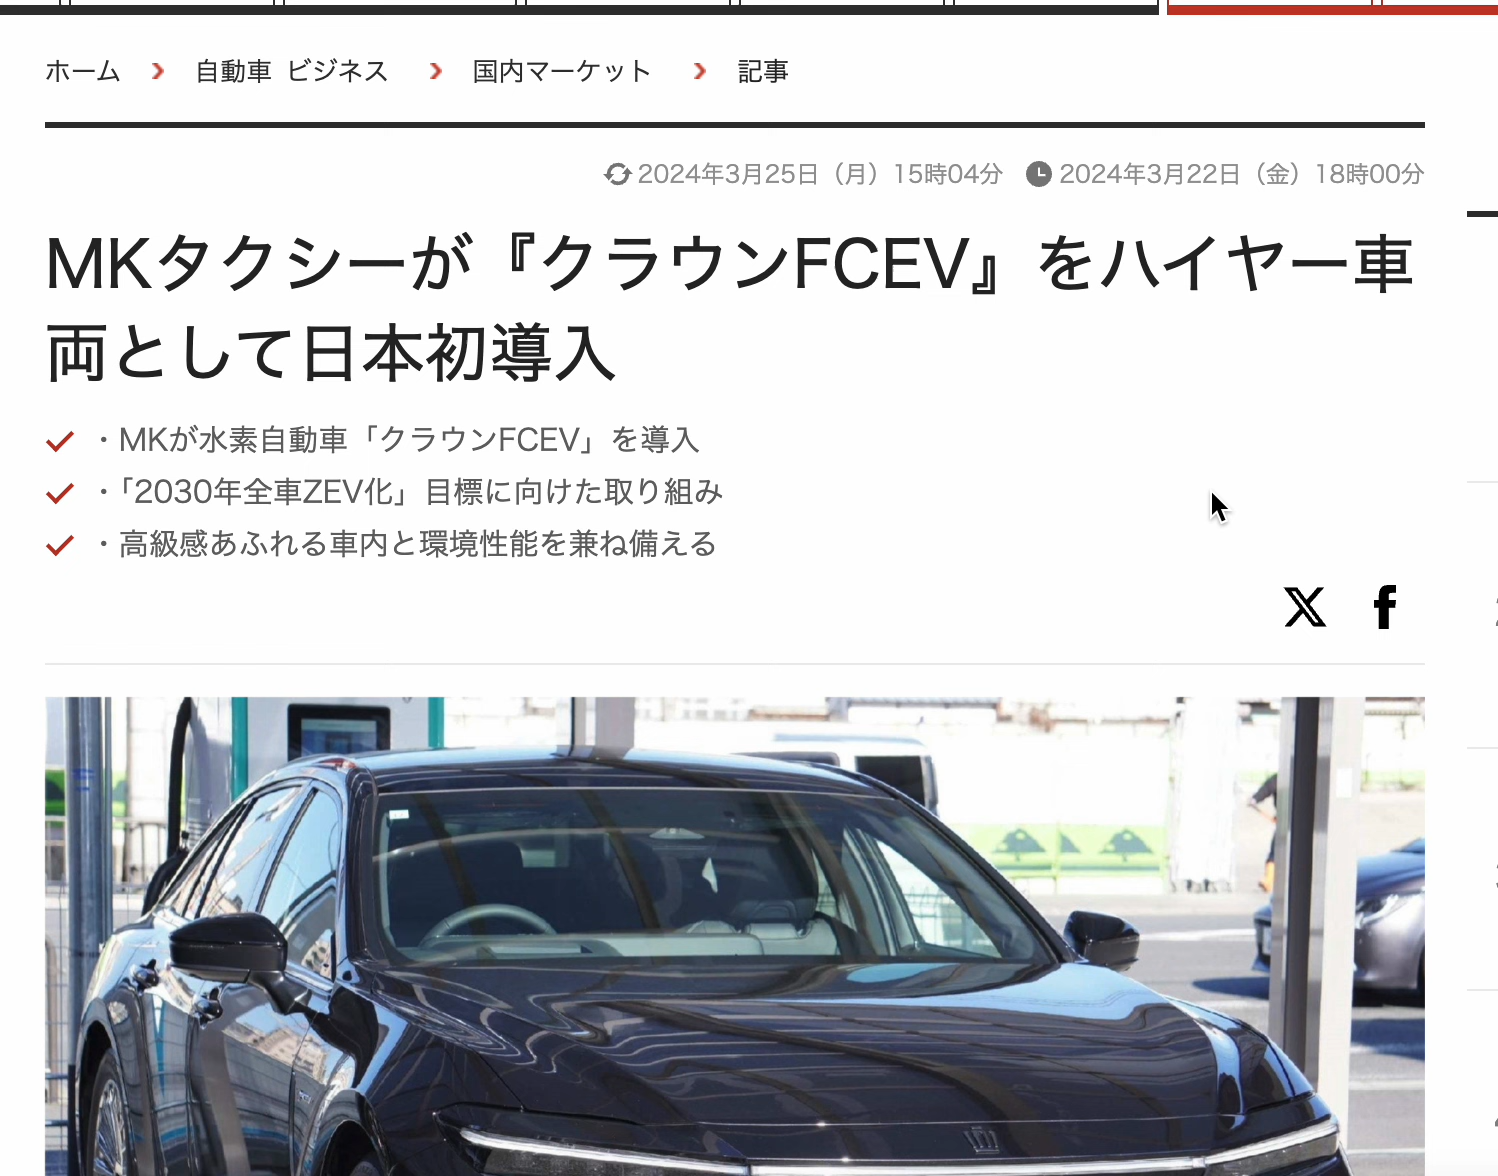 ホーム 自動車 ビジネス 国内マーケット 記事
2024年3月25日（月）15時04分 2024年3月22日（金）18時00分
MKタクシーが『クラウンFCEV』をハイヤー車
両として日本初導入
・MKが水素自動車「クラウンFCEV」を導入
・「2030年全車ZEV化」目標に向けた取り組み
・高級感あふれる車内と環境性能を兼ね備える